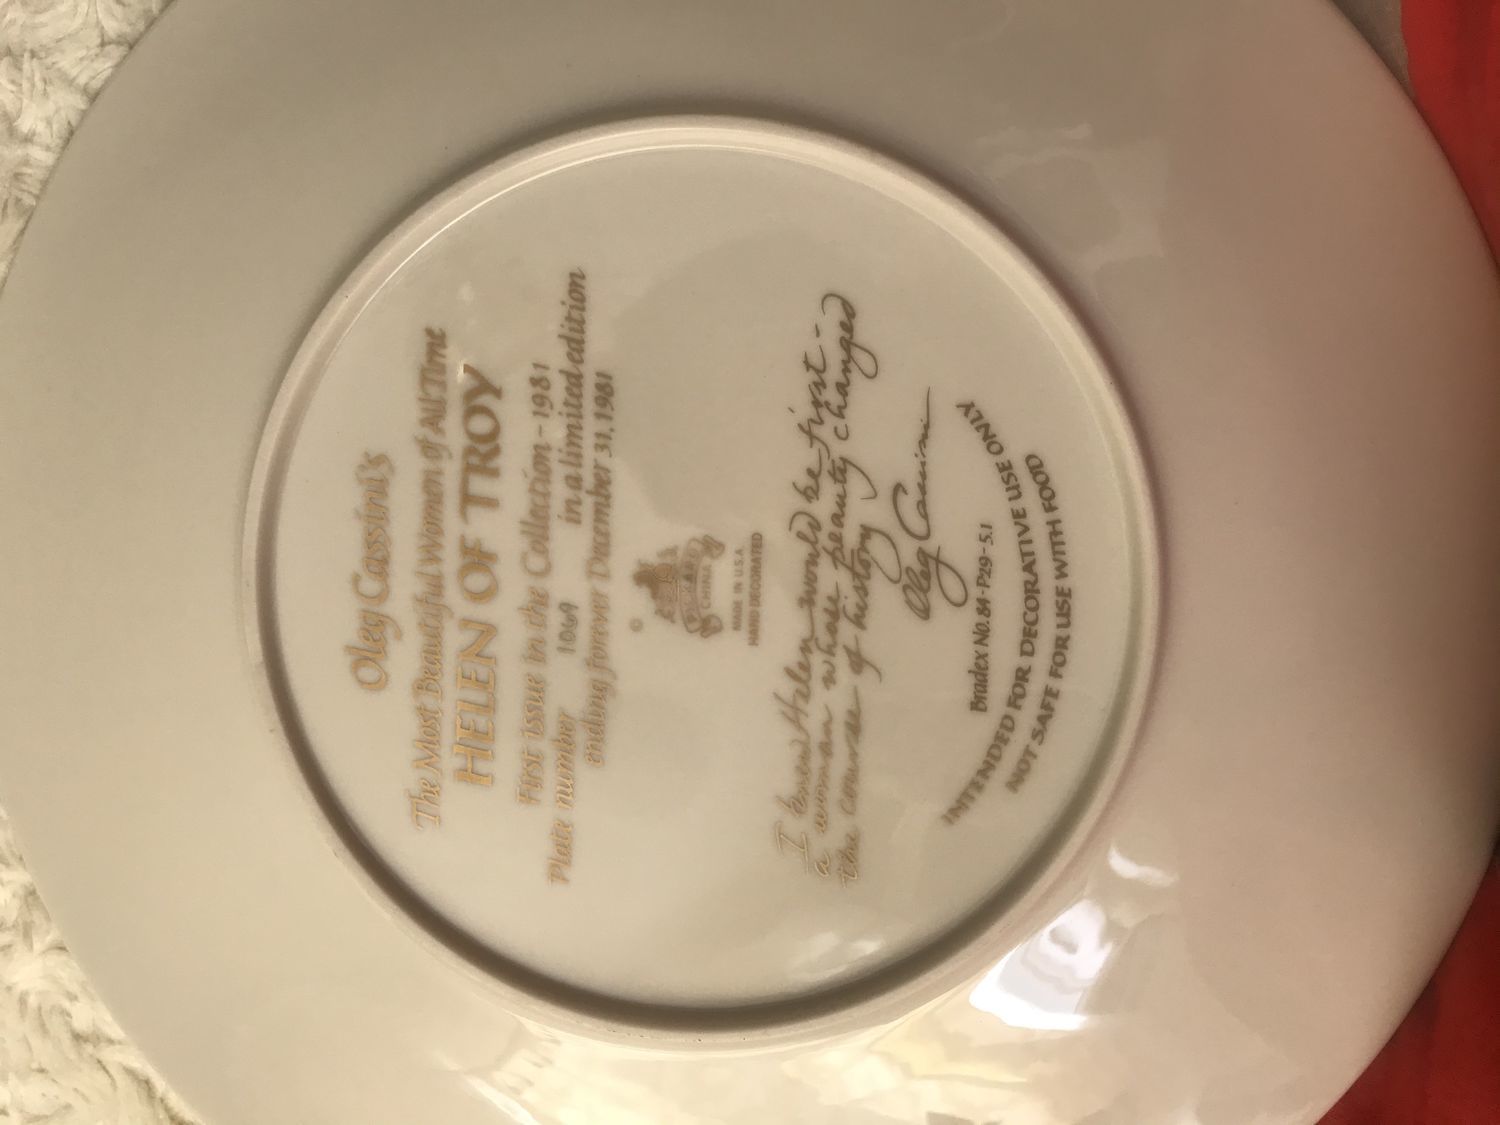 Oleg Cassini's
The Most Beautiful Women of All Time
HELEN OF TROY
First issue in the Collection - 1981
Plate number 1069 in a limited edition
ending forever December 31, 1981
©
PICKARD
CHINA
MADE IN U.S.A.
HAND DECORATED
I knew Helen would be first -
a woman whose beauty changed
the course of history
Oleg Cassini
Bradex No. 84-P29-5.1
INTENDED FOR DECORATIVE USE ONLY
NOT SAFE FOR USE WITH FOOD